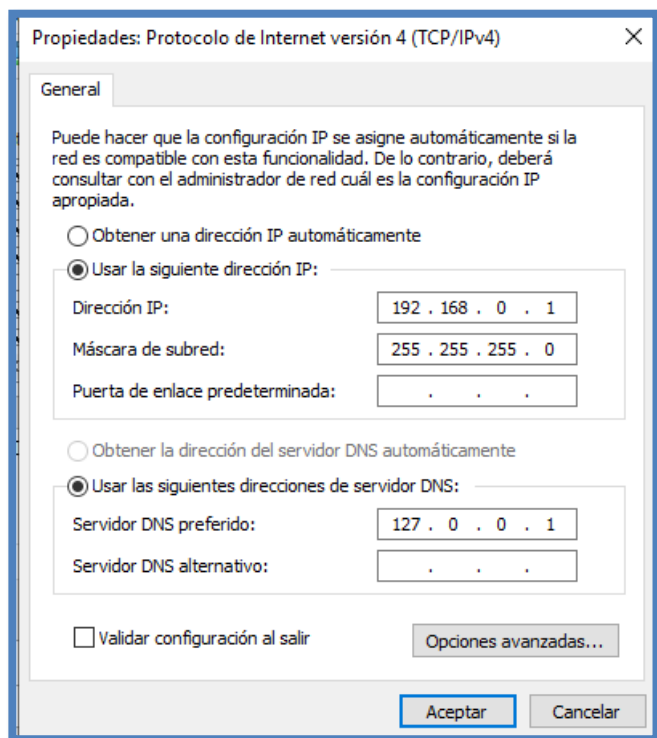 Propiedades: Protocolo de Internet versión 4 (TCP/IPv4)
General
Puede hacer que la configuración IP se asigne automáticamente si la
red es compatible con esta funcionalidad. De lo contrario, deberá
consultar con el administrador de red cuál es la configuración IP
apropiada.
Obtener una dirección IP automáticamente
Usar la siguiente dirección IP:
Dirección IP: 192 . 168 . 0 . 1
Máscara de subred: 255 . 255 . 255 . 0
Puerta de enlace predeterminada: . . .
Obtener la dirección del servidor DNS automáticamente
Usar las siguientes direcciones de servidor DNS:
Servidor DNS preferido: 127 . 0 . 0 . 1
Servidor DNS alternativo: . . .
Validar configuración al salir Opciones avanzadas...
Aceptar Cancelar